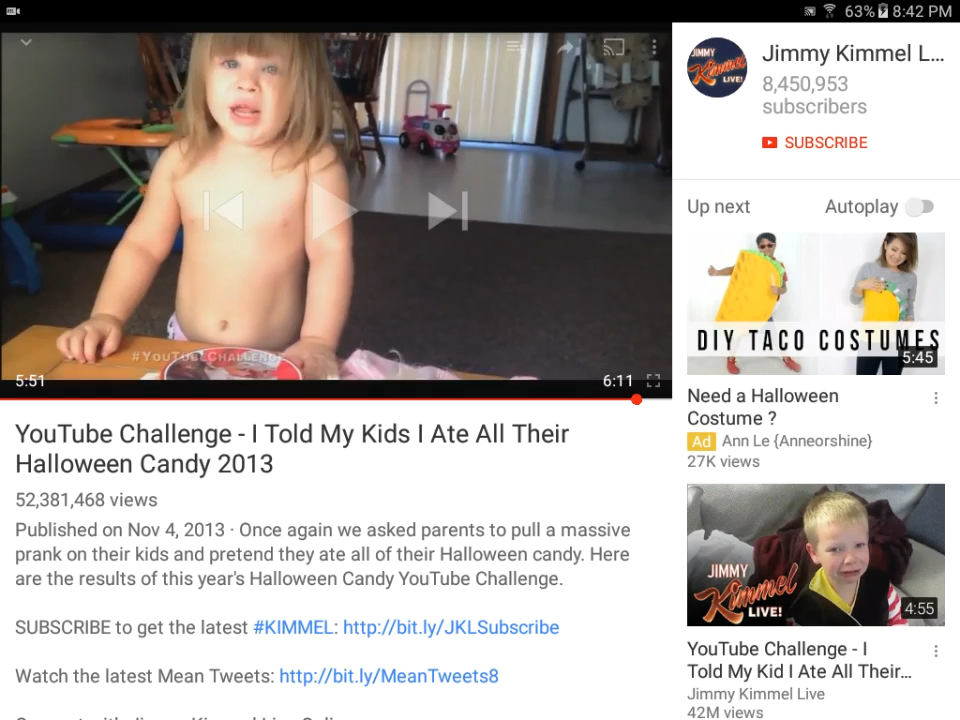 63% 8:42 PM
#YouTubeChallenge
5:51
6:11
YouTube Challenge - I Told My Kids I Ate All Their
Halloween Candy 2013
52,381,468 views
Published on Nov 4, 2013 · Once again we asked parents to pull a massive
prank on their kids and pretend they ate all of their Halloween candy. Here
are the results of this year's Halloween Candy YouTube Challenge.
SUBSCRIBE to get the latest #KIMMEL: http://bit.ly/JKLSubscribe
Watch the latest Mean Tweets: http://bit.ly/MeanTweets8
JIMMY
Kimmel
LIVE!
Jimmy Kimmel L...
8,450,953
subscribers
SUBSCRIBE
Up next
Autoplay
DIY TACO COSTUMES
5:45
Need a Halloween
Costume ?
Ad Ann Le {Anneorshine}
27K views
JIMMY
Kimmel
LIVE!
4:55
YouTube Challenge - I
Told My Kid I Ate All Their...
Jimmy Kimmel Live
42M views